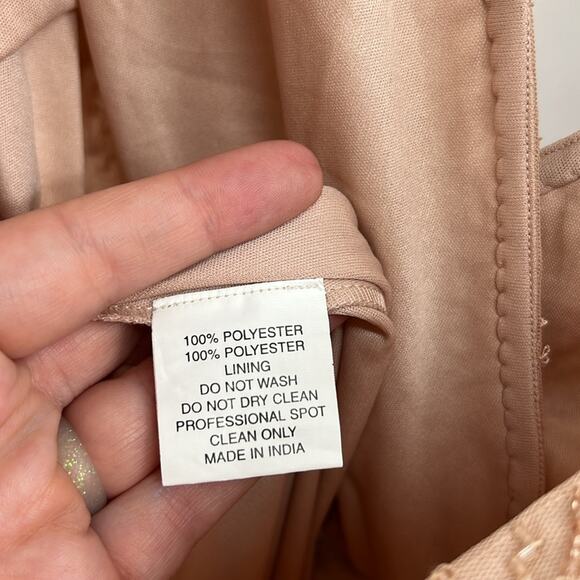 100% POLYESTER
100% POLYESTER
LINING
DO NOT WASH
DO NOT DRY CLEAN
PROFESSIONAL SPOT
CLEAN ONLY
MADE IN INDIA